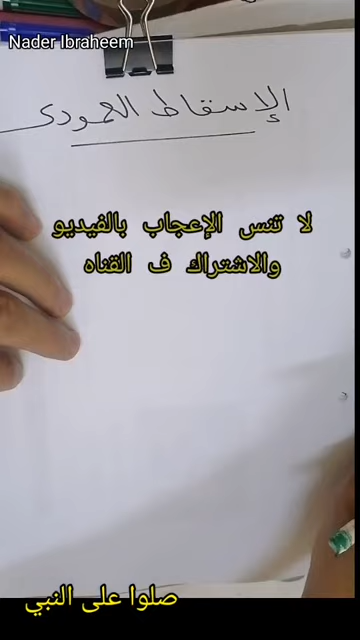 Nader Ibraheem
الإسقاط العمودى
لا تنس الإعجاب بالفيديو
والاشتراك ف القناه
صلوا على النبي